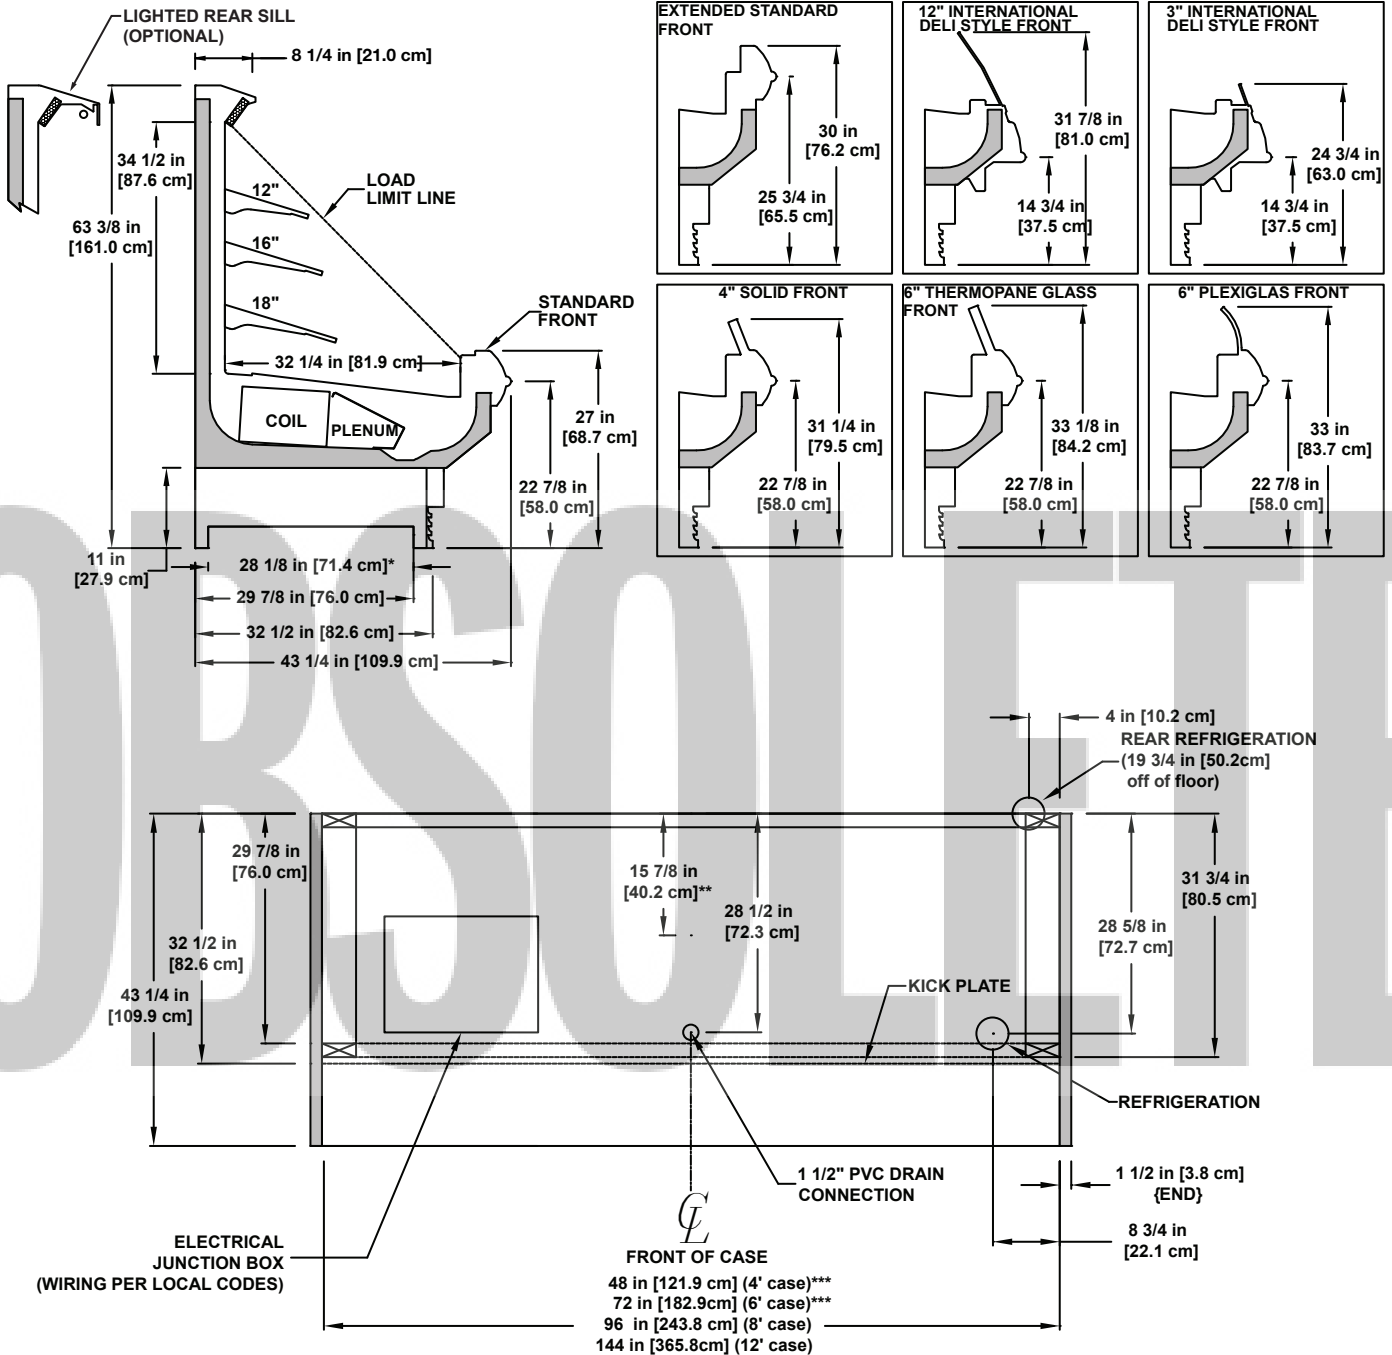 LIGHTED REAR SILL
(OPTIONAL)
8 1/4 in [21.0 cm]
34 1/2 in
[87.6 cm]
63 3/8 in
[161.0 cm]
12"
16"
18"
LOAD
LIMIT LINE
STANDARD
FRONT
32 1/4 in [81.9 cm]
COIL
PLENUM
27 in
[68.7 cm]
22 7/8 in
[58.0 cm]
11 in
[27.9 cm]
28 1/8 in [71.4 cm]*
29 7/8 in [76.0 cm]
32 1/2 in [82.6 cm]
43 1/4 in [109.9 cm]
EXTENDED STANDARD
FRONT
30 in
[76.2 cm]
25 3/4 in
[65.5 cm]
12" INTERNATIONAL
DELI STYLE FRONT
31 7/8 in
[81.0 cm]
14 3/4 in
[37.5 cm]
3" INTERNATIONAL
DELI STYLE FRONT
24 3/4 in
[63.0 cm]
14 3/4 in
[37.5 cm]
4" SOLID FRONT
31 1/4 in
[79.5 cm]
22 7/8 in
[58.0 cm]
6" THERMOPANE GLASS
FRONT
33 1/8 in
[84.2 cm]
22 7/8 in
[58.0 cm]
6" PLEXIGLAS FRONT
33 in
[83.7 cm]
22 7/8 in
[58.0 cm]
OBSOLETE
4 in [10.2 cm]
REAR REFRIGERATION
(19 3/4 in [50.2cm]
off of floor)
29 7/8 in
[76.0 cm]
32 1/2 in
[82.6 cm]
43 1/4 in
[109.9 cm]
15 7/8 in
[40.2 cm]**
28 1/2 in
[72.3 cm]
31 3/4 in
[80.5 cm]
28 5/8 in
[72.7 cm]
KICK PLATE
REFRIGERATION
1 1/2" PVC DRAIN
CONNECTION
1 1/2 in [3.8 cm]
{END}
8 3/4 in
[22.1 cm]
ELECTRICAL
JUNCTION BOX
(WIRING PER LOCAL CODES)
CL
FRONT OF CASE
48 in [121.9 cm] (4' case)***
72 in [182.9cm] (6' case)***
96 in [243.8 cm] (8' case)
144 in [365.8cm] (12' case)